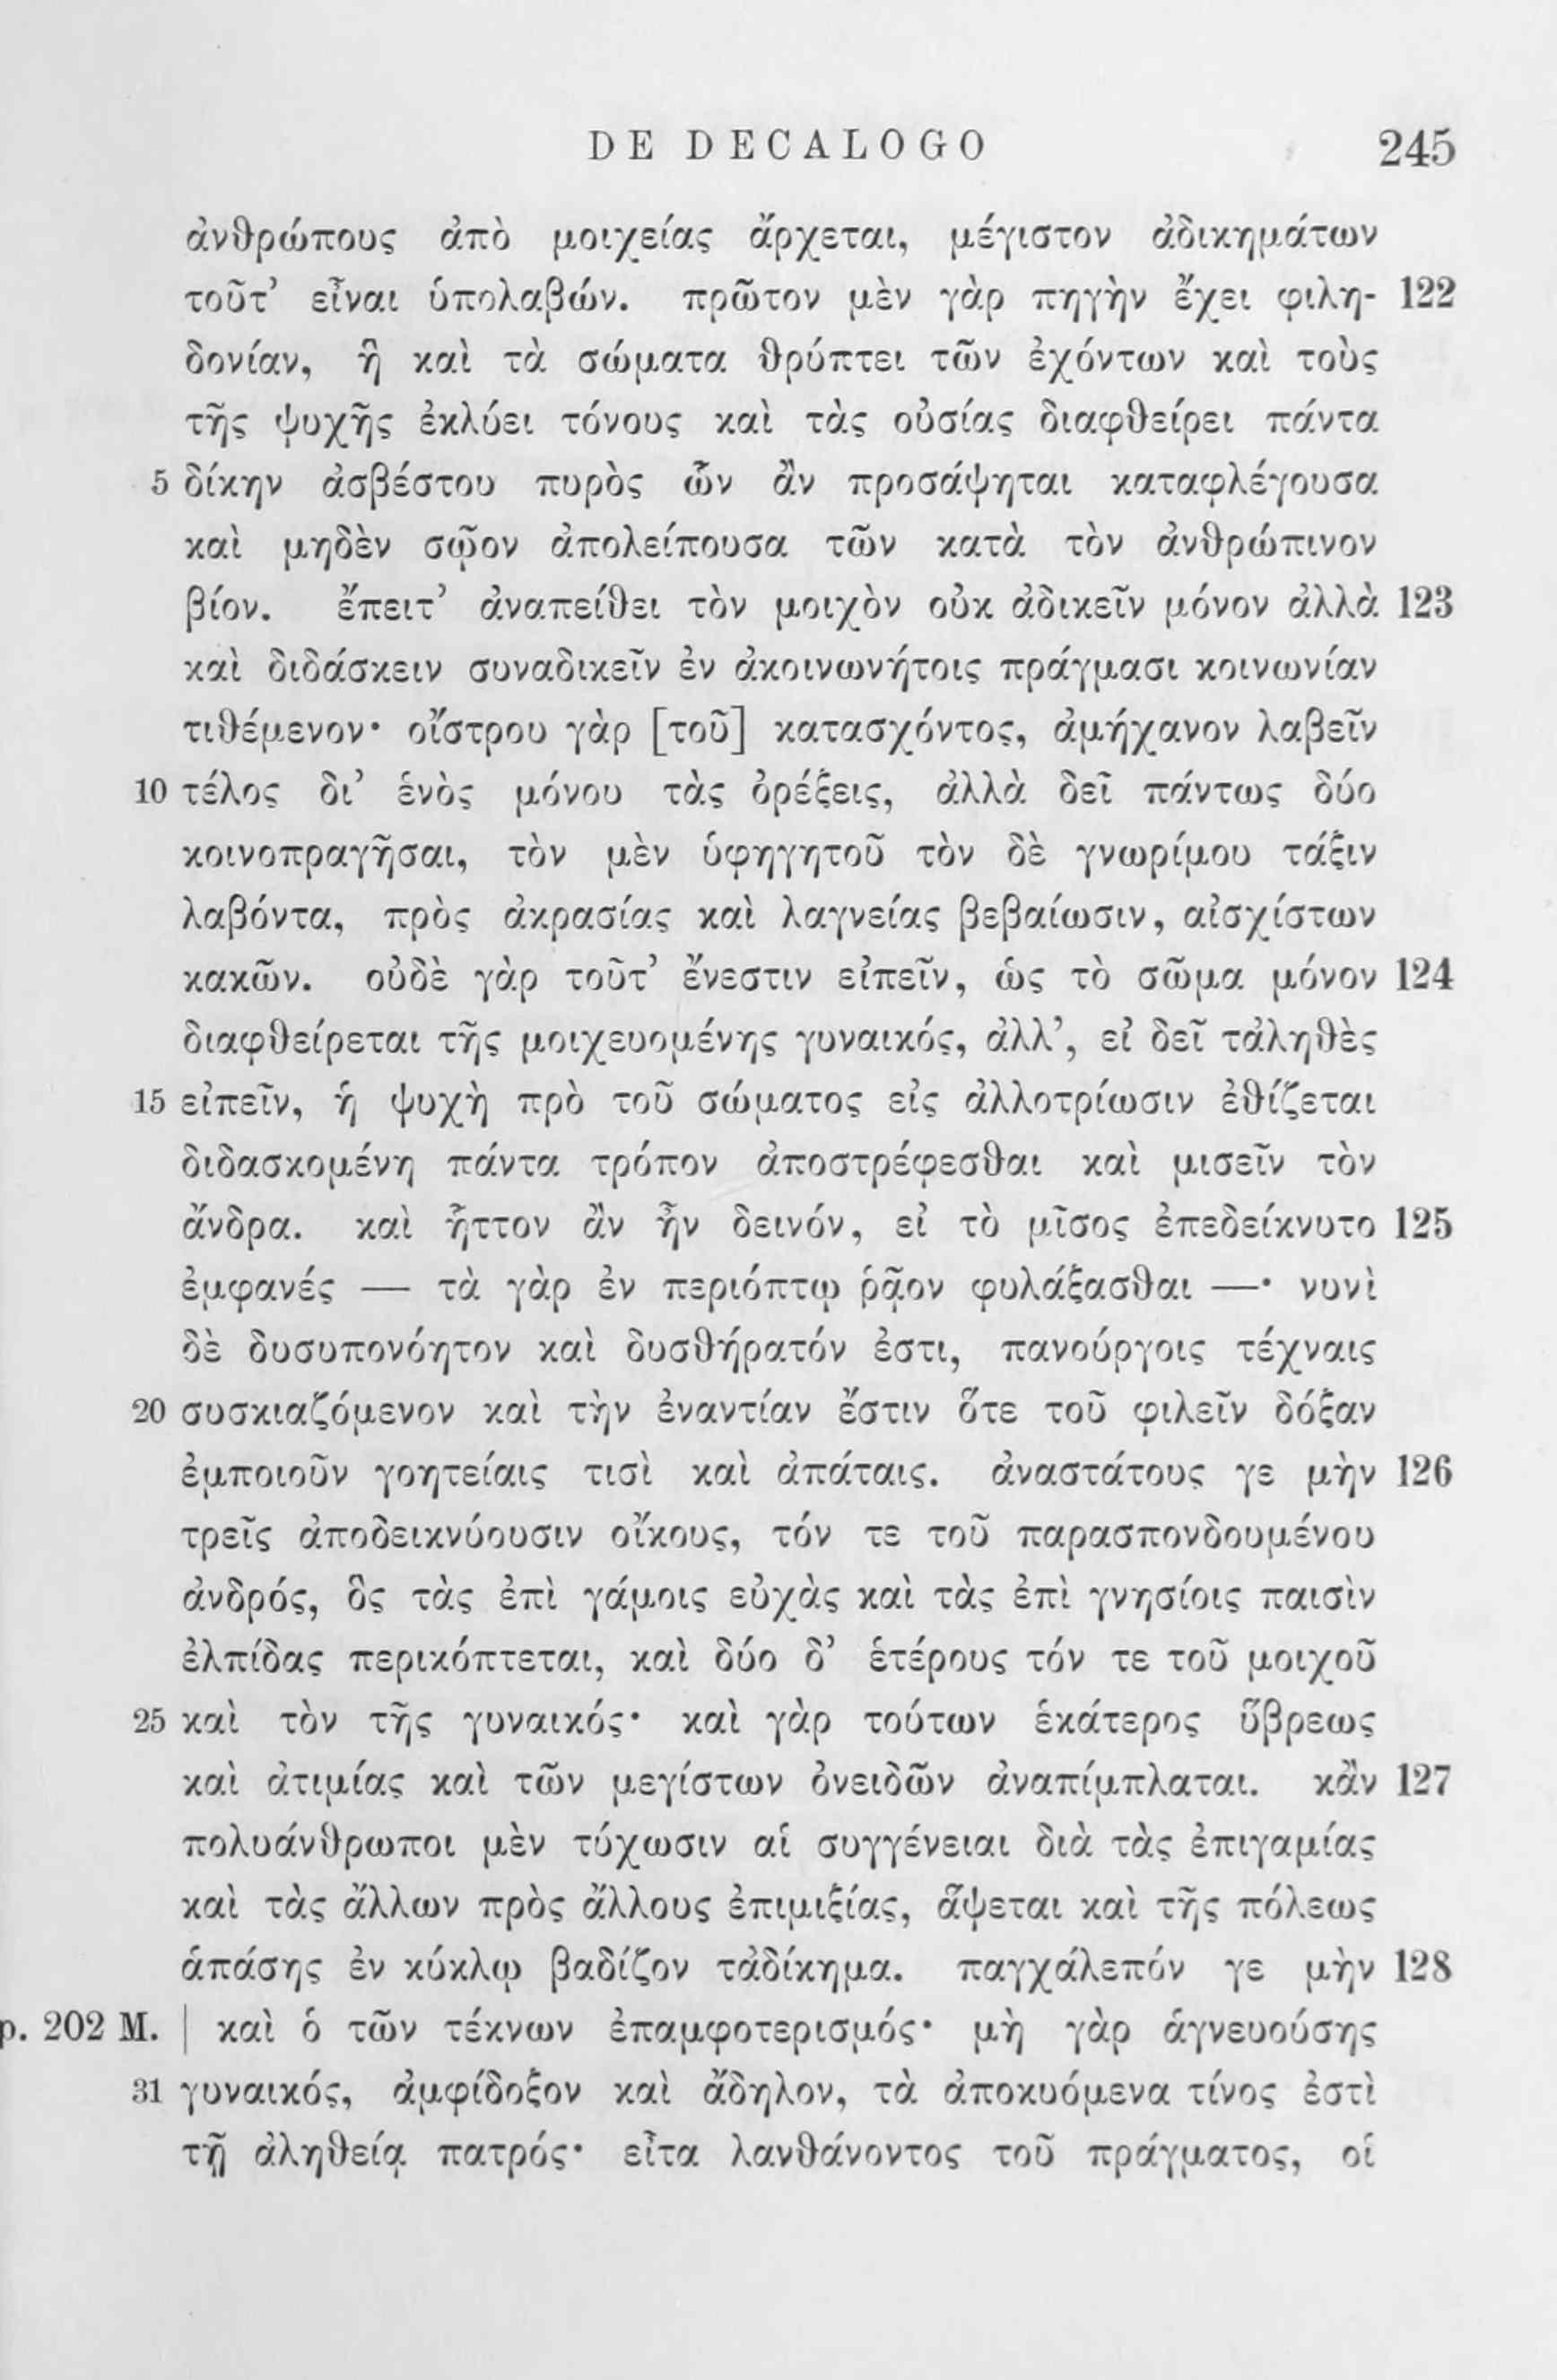 DE DECALOGO 245
ἀνθρώπους ἀπὸ μοιχείας ἄρχεται, μέγιστον ἀδικημάτων
τοῦτ’ εἶναι ὑπολαβών. πρῶτον μὲν γὰρ πηγὴν ἔχει φιλη- 122
δονίαν, ἣ καὶ τὰ σώματα θρύπτει τῶν ἐχόντων καὶ τοὺς
τῆς ψυχῆς ἐκλύει τόνους καὶ τὰς οὐσίας διαφθείρει πάντα
5 δίκην ἀσβέστου πυρὸς ὧν ἂν προσάψηται καταφλέγουσα
καὶ μηδὲν σῷον ἀπολείπουσα τῶν κατὰ τὸν ἀνθρώπινον
βίον. ἔπειτ’ ἀναπείθει τὸν μοιχὸν οὐκ ἀδικεῖν μόνον ἀλλὰ 123
καὶ διδάσκειν συναδικεῖν ἐν ἀκοινωνήτοις πράγμασι κοινωνίαν
τιθέμενον· οἴστρου γὰρ [τοῦ] κατασχόντος, ἀμήχανον λαβεῖν
10 τέλος δι’ ἑνὸς μόνου τὰς ὀρέξεις, ἀλλὰ δεῖ πάντως δύο
κοινοπραγῆσαι, τὸν μὲν ὑφηγητοῦ τὸν δὲ γνωρίμου τάξιν
λαβόντα, πρὸς ἀκρασίας καὶ λαγνείας βεβαίωσιν, αἰσχίστων
κακῶν. οὐδὲ γὰρ τοῦτ’ ἔνεστιν εἰπεῖν, ὡς τὸ σῶμα μόνον 124
διαφθείρεται τῆς μοιχευομένης γυναικός, ἀλλ’, εἰ δεῖ τἀληθὲς
15 εἰπεῖν, ἡ ψυχὴ πρὸ τοῦ σώματος εἰς ἀλλοτρίωσιν ἐθίζεται
διδασκομένη πάντα τρόπον ἀποστρέφεσθαι καὶ μισεῖν τὸν
ἄνδρα. καὶ ἧττον ἂν ἦν δεινόν, εἰ τὸ μῖσος ἐπεδείκνυτο 125
ἐμφανές — τὰ γὰρ ἐν περιόπτῳ ῥᾷον φυλάξασθαι —· νυνὶ
δὲ δυσυπονόητον καὶ δυσθήρατόν ἐστι, πανούργοις τέχναις
20 συσκιαζόμενον καὶ τὴν ἐναντίαν ἔστιν ὅτε τοῦ φιλεῖν δόξαν
ἐμποιοῦν γοητείαις τισὶ καὶ ἀπάταις. ἀναστάτους γε μὴν 126
τρεῖς ἀποδεικνύουσιν οἴκους, τόν τε τοῦ παρασπονδουμένου
ἀνδρός, ὃς τὰς ἐπὶ γάμοις εὐχὰς καὶ τὰς ἐπὶ γνησίοις παισὶν
ἐλπίδας περικόπτεται, καὶ δύο δ’ ἑτέρους τόν τε τοῦ μοιχοῦ
25 καὶ τὸν τῆς γυναικός· καὶ γὰρ τούτων ἑκάτερος ὕβρεως
καὶ ἀτιμίας καὶ τῶν μεγίστων ὀνειδῶν ἀναπίμπλαται. κἂν 127
πολυάνθρωποι μὲν τύχωσιν αἱ συγγένειαι διὰ τὰς ἐπιγαμίας
καὶ τὰς ἄλλων πρὸς ἄλλους ἐπιμιξίας, ἅψεται καὶ τῆς πόλεως
ἁπάσης ἐν κύκλῳ βαδίζον τἀδίκημα. παγχάλεπόν γε μὴν 128
p. 202 M. | καὶ ὁ τῶν τέκνων ἐπαμφοτερισμός· μὴ γὰρ ἁγνευούσης
31 γυναικός, ἀμφίδοξον καὶ ἄδηλον, τὰ ἀποκυόμενα τίνος ἐστὶ
τῇ ἀληθείᾳ πατρός· εἶτα λανθάνοντος τοῦ πράγματος, οἱ